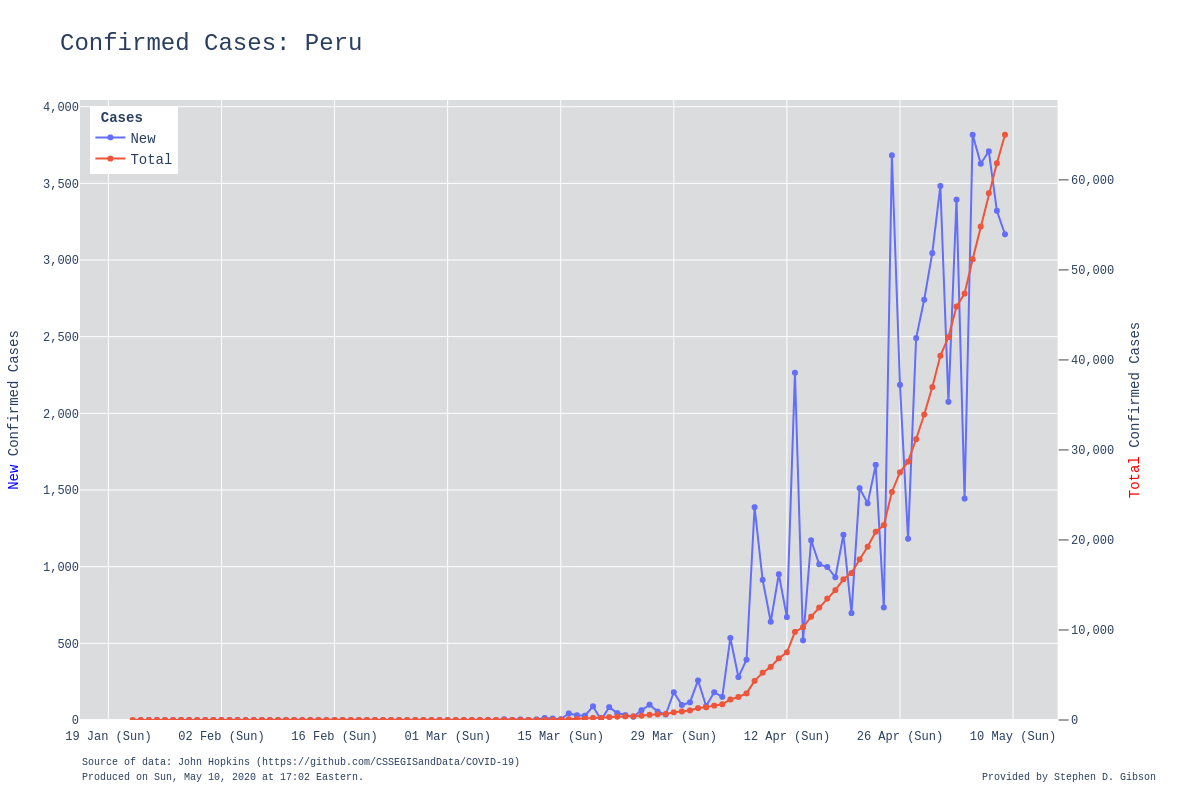 Confirmed Cases: Peru
Cases
New
Total
4,000
3,500
3,000
2,500
2,000
1,500
1,000
500
0
New Confirmed Cases
60,000
50,000
40,000
30,000
20,000
10,000
0
Total Confirmed Cases
19 Jan (Sun) 02 Feb (Sun) 16 Feb (Sun) 01 Mar (Sun) 15 Mar (Sun) 29 Mar (Sun) 12 Apr (Sun) 26 Apr (Sun) 10 May (Sun)
Source of data: John Hopkins (https://github.com/CSSEGISandData/COVID-19)
Produced on Sun, May 10, 2020 at 17:02 Eastern.
Provided by Stephen D. Gibson